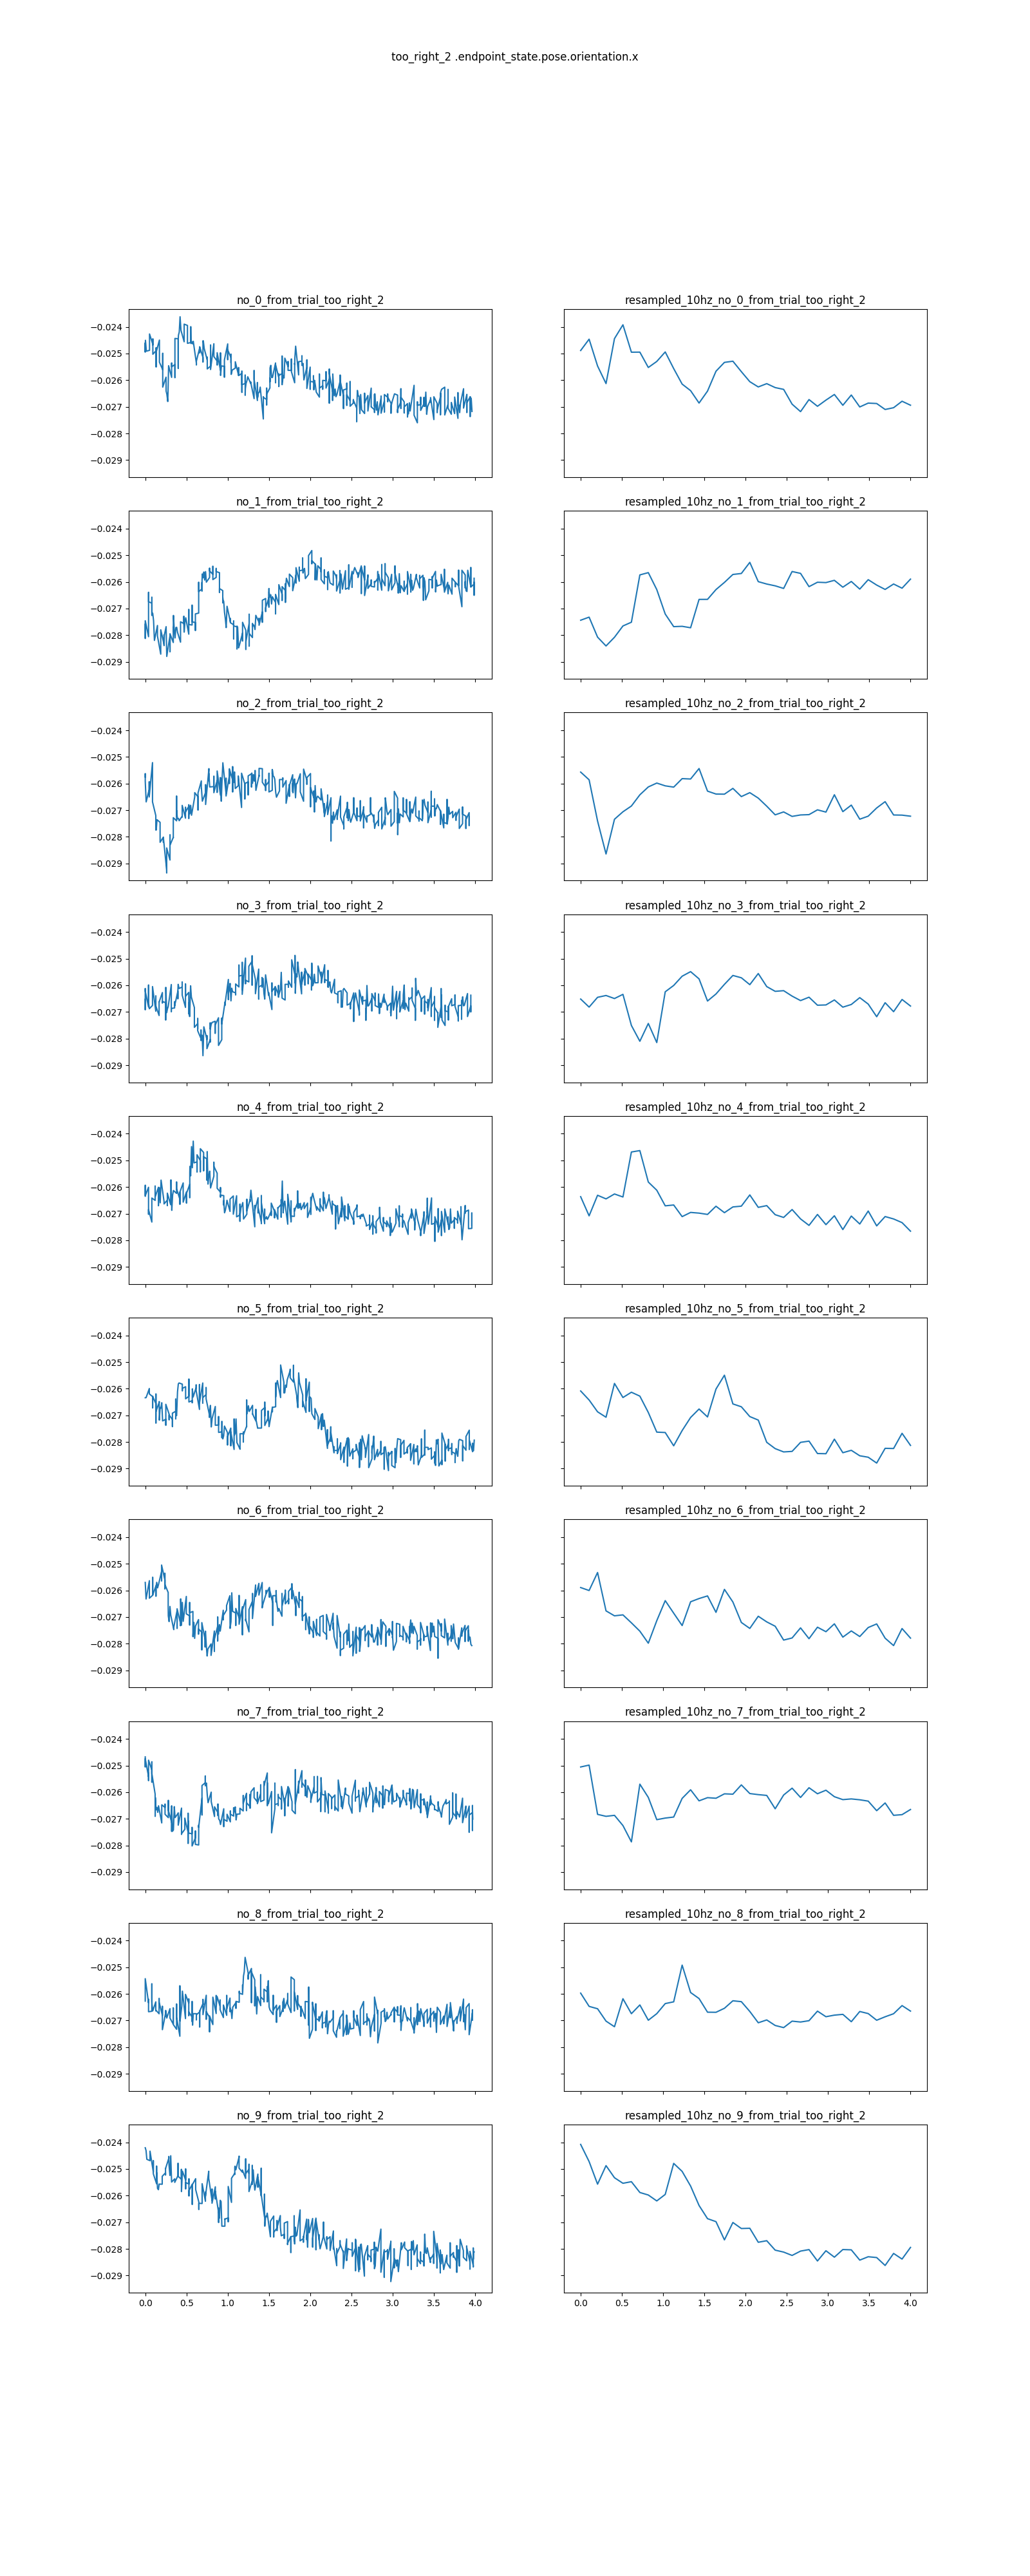 too_right_2 .endpoint_state.pose.orientation.x
no_0_from_trial_too_right_2
resampled_10hz_no_0_from_trial_too_right_2
−0.024
−0.025
−0.026
−0.027
−0.028
−0.029
no_1_from_trial_too_right_2
resampled_10hz_no_1_from_trial_too_right_2
−0.024
−0.025
−0.026
−0.027
−0.028
−0.029
no_2_from_trial_too_right_2
resampled_10hz_no_2_from_trial_too_right_2
−0.024
−0.025
−0.026
−0.027
−0.028
−0.029
no_3_from_trial_too_right_2
resampled_10hz_no_3_from_trial_too_right_2
−0.024
−0.025
−0.026
−0.027
−0.028
−0.029
no_4_from_trial_too_right_2
resampled_10hz_no_4_from_trial_too_right_2
−0.024
−0.025
−0.026
−0.027
−0.028
−0.029
no_5_from_trial_too_right_2
resampled_10hz_no_5_from_trial_too_right_2
−0.024
−0.025
−0.026
−0.027
−0.028
−0.029
no_6_from_trial_too_right_2
resampled_10hz_no_6_from_trial_too_right_2
−0.024
−0.025
−0.026
−0.027
−0.028
−0.029
no_7_from_trial_too_right_2
resampled_10hz_no_7_from_trial_too_right_2
−0.024
−0.025
−0.026
−0.027
−0.028
−0.029
no_8_from_trial_too_right_2
resampled_10hz_no_8_from_trial_too_right_2
−0.024
−0.025
−0.026
−0.027
−0.028
−0.029
no_9_from_trial_too_right_2
resampled_10hz_no_9_from_trial_too_right_2
−0.024
−0.025
−0.026
−0.027
−0.028
−0.029
0.0 0.5 1.0 1.5 2.0 2.5 3.0 3.5 4.0
0.0 0.5 1.0 1.5 2.0 2.5 3.0 3.5 4.0